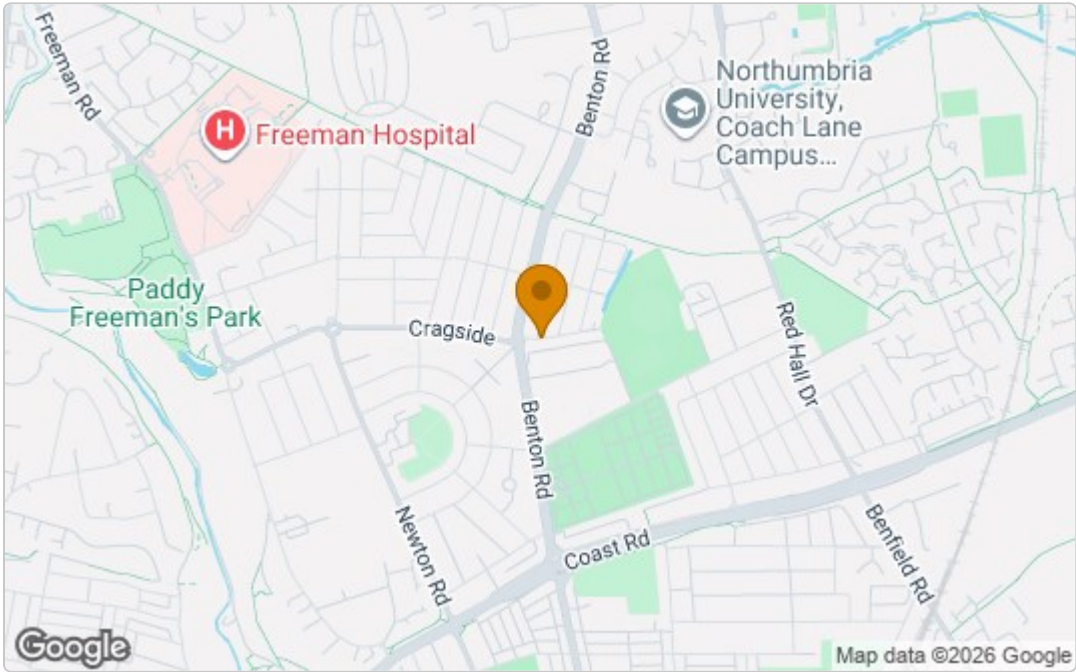 Freeman Rd
Benton Rd
Northumbria
University,
Coach Lane
Campus...
H
Freeman Hospital
Paddy
Freeman's Park
Cragside
Red Hall Dr
Benton Rd
Newton Rd
Coast Rd
Benfield Rd
Google
Map data ©2026 Google